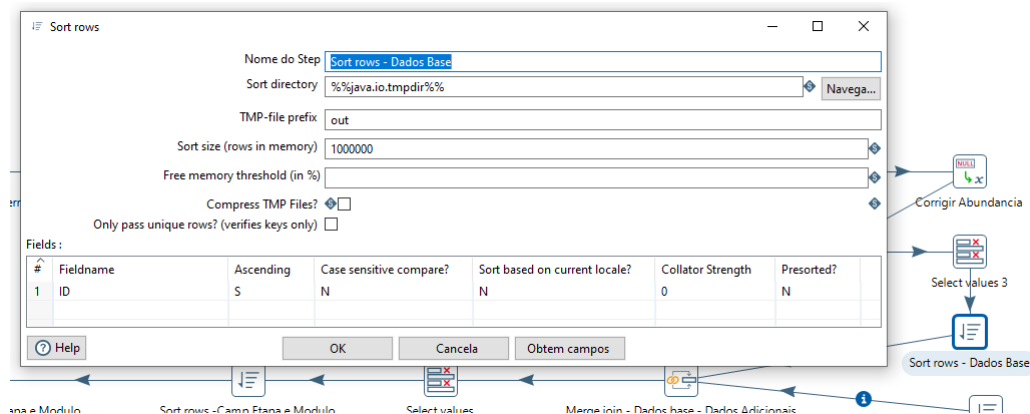 Sort rows
Nome do Step Sort rows - Dados Base
Sort directory %%java.io.tmpdir%% Navega...
TMP-file prefix out
Sort size (rows in memory) 1000000
Free memory threshold (in %)
Compress TMP Files?
Only pass unique rows? (verifies keys only)
Fields :
# Fieldname Ascending Case sensitive compare? Sort based on current locale? Collator Strength Presorted?
1 ID S N N 0 N
Help OK Cancela Obtem campos
NULL
x
Corrigir Abundancia
Select values 3
Sort rows - Dados Base
Modulo
Sort rows -Camp Etapa e Modulo
Select values
Merge join - Dados base - Dados Adicionais